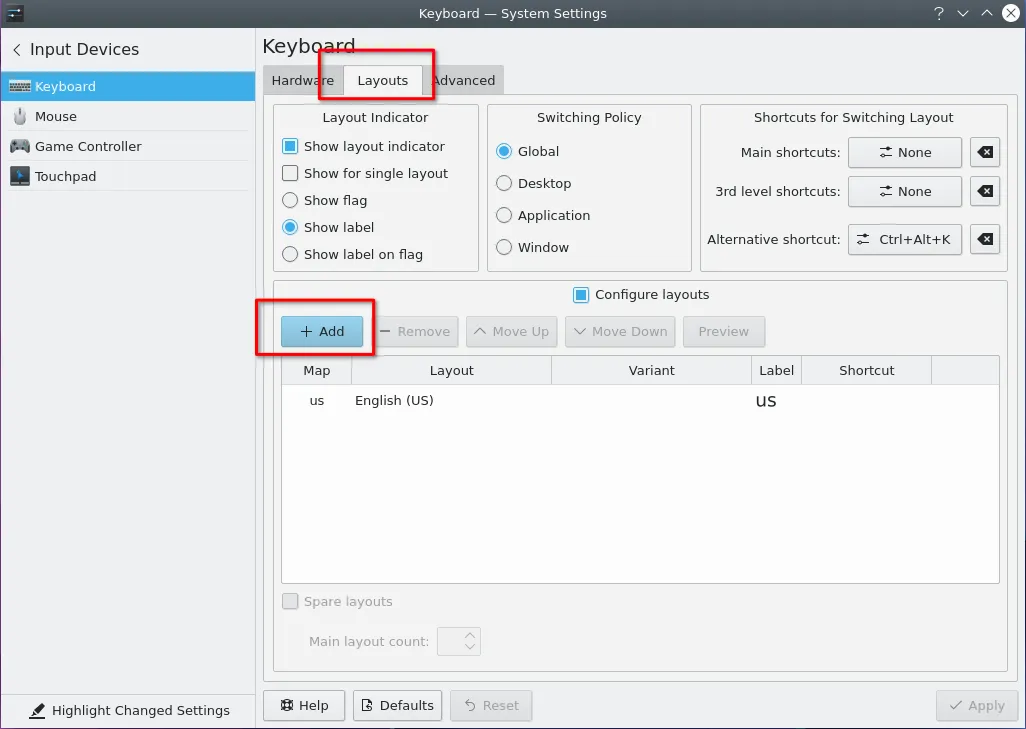 Keyboard — System Settings
?
Input Devices
Keyboard
Mouse
Game Controller
Touchpad
Highlight Changed Settings
Keyboard
Hardware Layouts Advanced
Layout Indicator
Show layout indicator
Show for single layout
Show flag
Show label
Show label on flag
Switching Policy
Global
Desktop
Application
Window
Shortcuts for Switching Layout
Main shortcuts: None
3rd level shortcuts: None
Alternative shortcut: Ctrl+Alt+K
Configure layouts
+ Add − Remove Move Up Move Down Preview
Map Layout Variant Label Shortcut
us English (US) us
Spare layouts
Main layout count:
Help Defaults Reset Apply